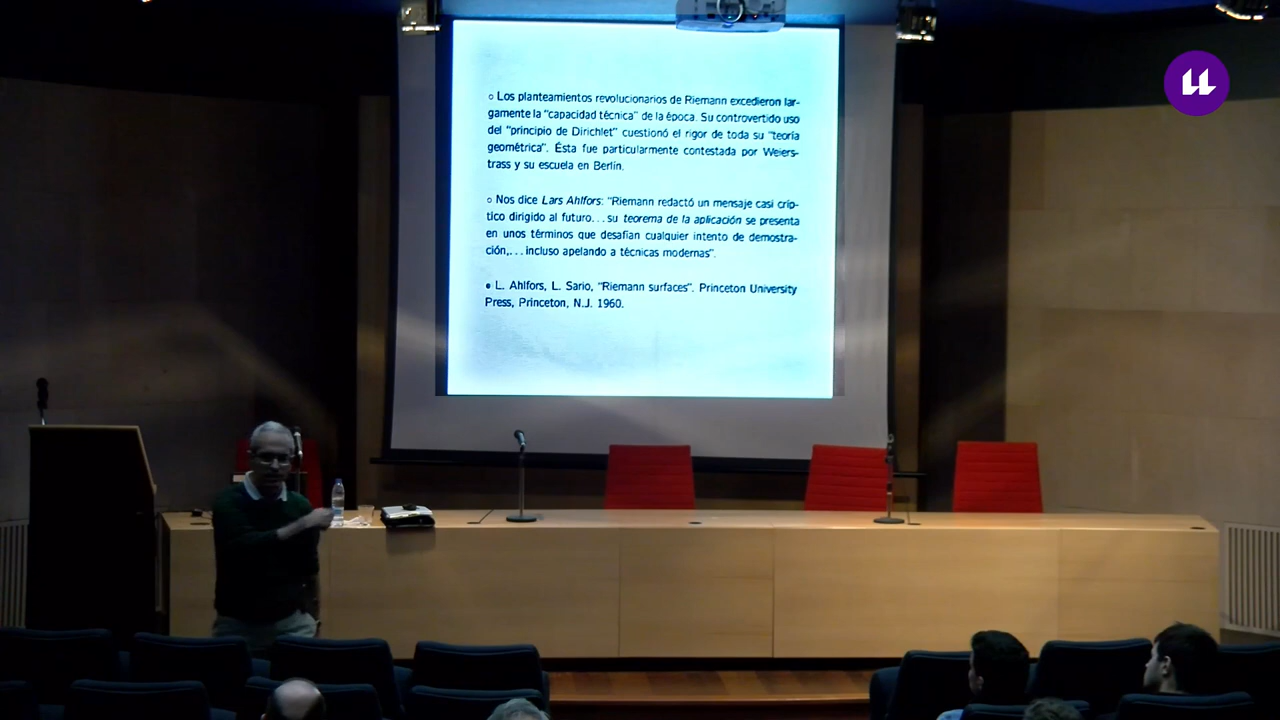 ○ Los planteamientos revolucionarios de Riemann excedieron lar-
gamente la "capacidad técnica" de la época. Su controvertido uso
del "principio de Dirichlet" cuestionó el rigor de toda su "teoría
geométrica". Ésta fue particularmente contestada por Weiers-
trass y su escuela en Berlín.
○ Nos dice Lars Ahlfors: "Riemann redactó un mensaje casi críp-
tico dirigido al futuro...su teorema de la aplicación se presenta
en unos términos que desafían cualquier intento de demostra-
ción,...incluso apelando a técnicas modernas".
• L. Ahlfors, L. Sario, "Riemann surfaces". Princeton University
Press, Princeton, N.J. 1960.